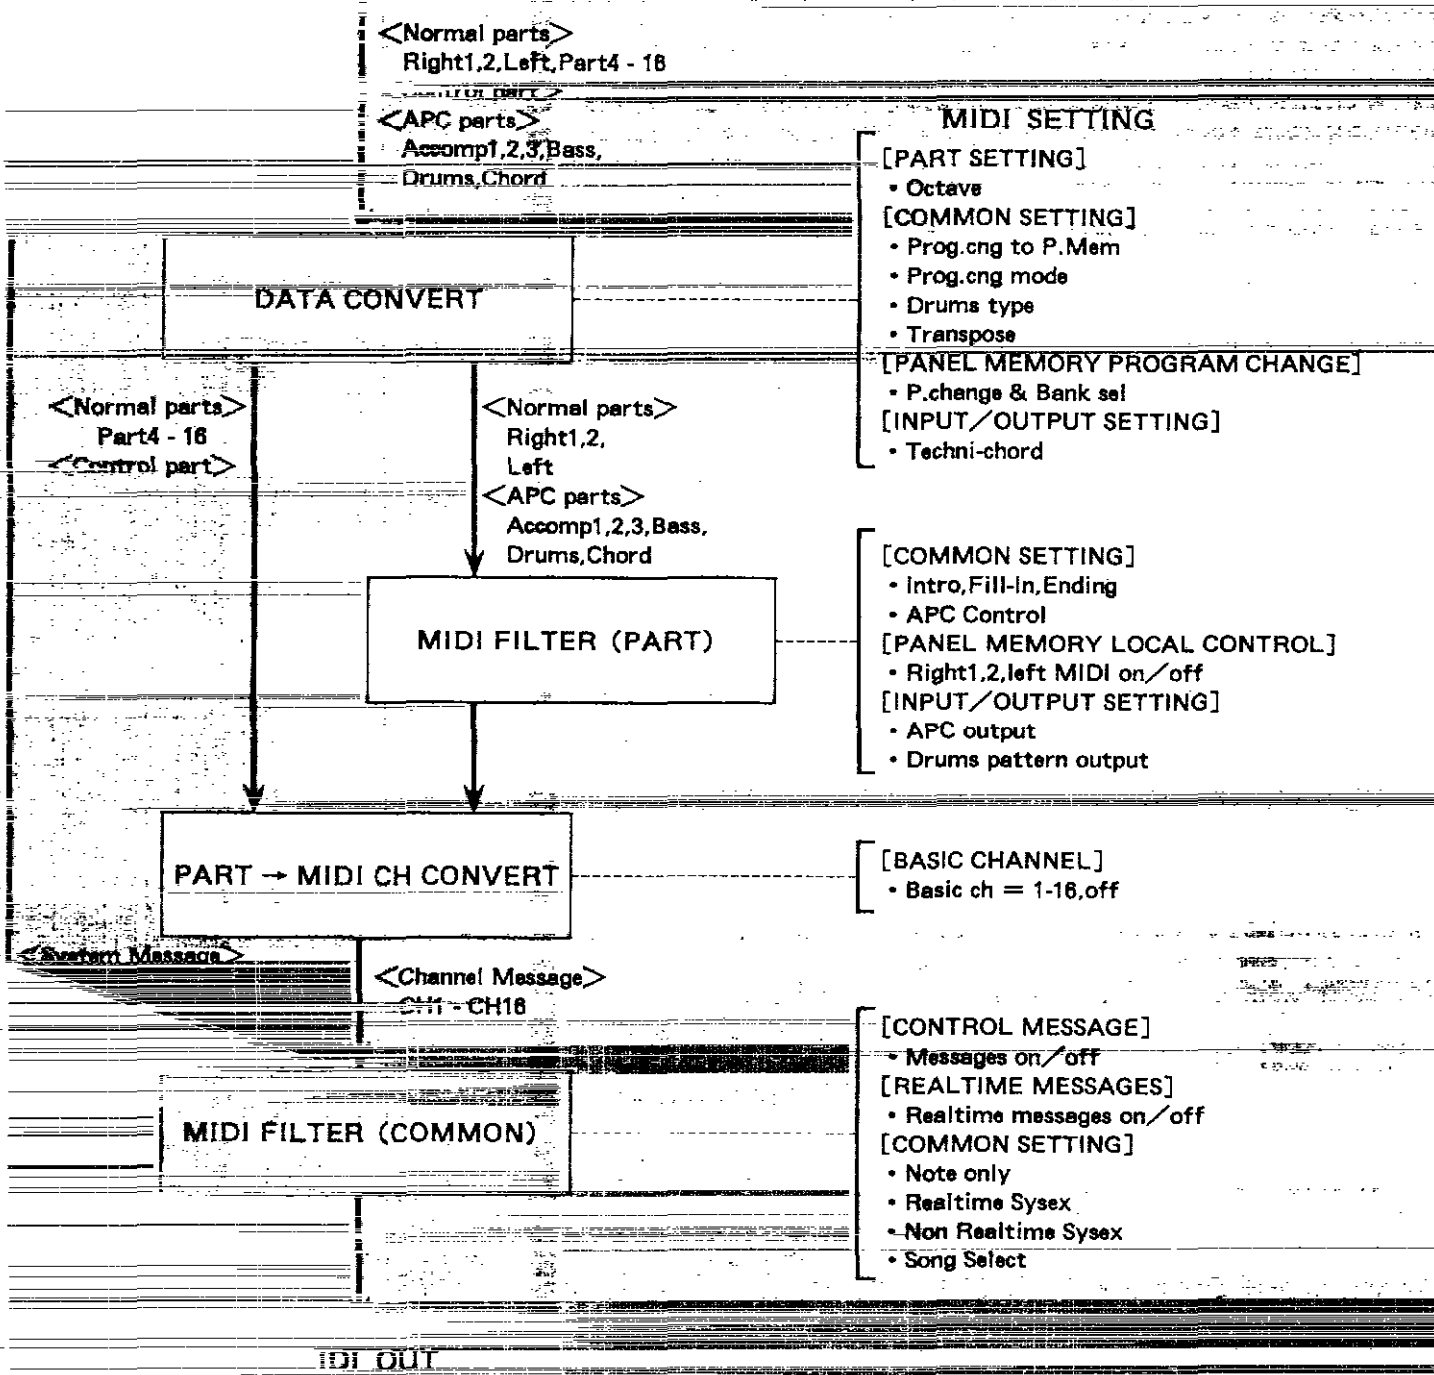 <Normal parts>
Right1,2,Left,Part4 - 16
<Control part>
<APC parts>
Accomp1,2,3,Bass,
Drums,Chord
MIDI SETTING
[PART SETTING]
• Octave
[COMMON SETTING]
• Prog.cng to P.Mem
• Prog.cng mode
• Drums type
• Transpose
[PANEL MEMORY PROGRAM CHANGE]
• P.change & Bank sel
[INPUT/OUTPUT SETTING]
• Techni-chord
DATA CONVERT
<Normal parts>
Part4 - 16
<Control part>
<Normal parts>
Right1,2,
Left
<APC parts>
Accomp1,2,3,Bass,
Drums,Chord
MIDI FILTER (PART)
[COMMON SETTING]
• Intro,Fill-In,Ending
• APC Control
[PANEL MEMORY LOCAL CONTROL]
• Right1,2,left MIDI on/off
[INPUT/OUTPUT SETTING]
• APC output
• Drums pattern output
PART → MIDI CH CONVERT
[BASIC CHANNEL]
• Basic ch = 1-16,off
<System Message>
<Channel Message>
CH1 - CH16
MIDI FILTER (COMMON)
[CONTROL MESSAGE]
• Messages on/off
[REALTIME MESSAGES]
• Realtime messages on/off
[COMMON SETTING]
• Note only
• Realtime Sysex
• Non Realtime Sysex
• Song Select
IDI OUT